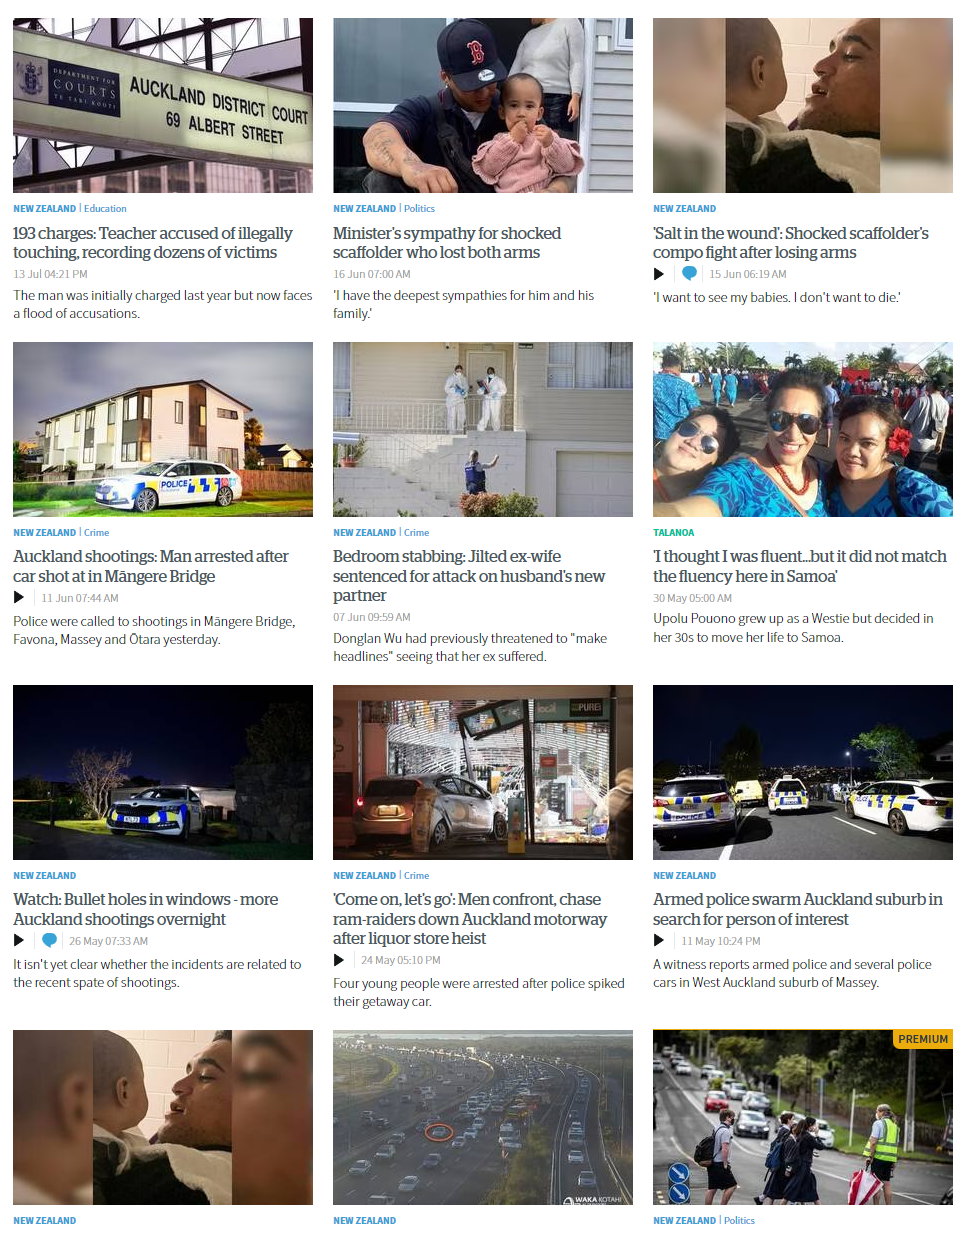 DEPARTMENT FOR
COURTS
TE TARI KOOTI
AUCKLAND DISTRICT COURT
69 ALBERT STREET
NEW ZEALAND | Education
193 charges: Teacher accused of illegally
touching, recording dozens of victims
13 Jul 04:21 PM
The man was initially charged last year but now faces
a flood of accusations.
B
NEW ZEALAND | Politics
Minister's sympathy for shocked
scaffolder who lost both arms
16 Jun 07:00 AM
'I have the deepest sympathies for him and his
family.'
NEW ZEALAND
'Salt in the wound': Shocked scaffolder's
compo fight after losing arms
15 Jun 06:19 AM
'I want to see my babies. I don't want to die.'
POLICE
NEW ZEALAND | Crime
Auckland shootings: Man arrested after
car shot at in Māngere Bridge
11 Jun 07:44 AM
Police were called to shootings in Māngere Bridge,
Favona, Massey and Ōtara yesterday.
NEW ZEALAND | Crime
Bedroom stabbing: Jilted ex-wife
sentenced for attack on husband's new
partner
07 Jun 09:59 AM
Donglan Wu had previously threatened to "make
headlines" seeing that her ex suffered.
TALANOA
'I thought I was fluent...but it did not match
the fluency here in Samoa'
30 May 05:00 AM
Upolu Pouono grew up as a Westie but decided in
her 30s to move her life to Samoa.
NEW ZEALAND
Watch: Bullet holes in windows - more
Auckland shootings overnight
26 May 07:33 AM
It isn't yet clear whether the incidents are related to
the recent spate of shootings.
local
PURE
NEW ZEALAND | Crime
'Come on, let's go': Men confront, chase
ram-raiders down Auckland motorway
after liquor store heist
24 May 05:10 PM
Four young people were arrested after police spiked
their getaway car.
POLICE
NEW ZEALAND
Armed police swarm Auckland suburb in
search for person of interest
11 May 10:24 PM
A witness reports armed police and several police
cars in West Auckland suburb of Massey.
NEW ZEALAND
WAKA KOTAHI
NEW ZEALAND
PREMIUM
NEW ZEALAND | Politics